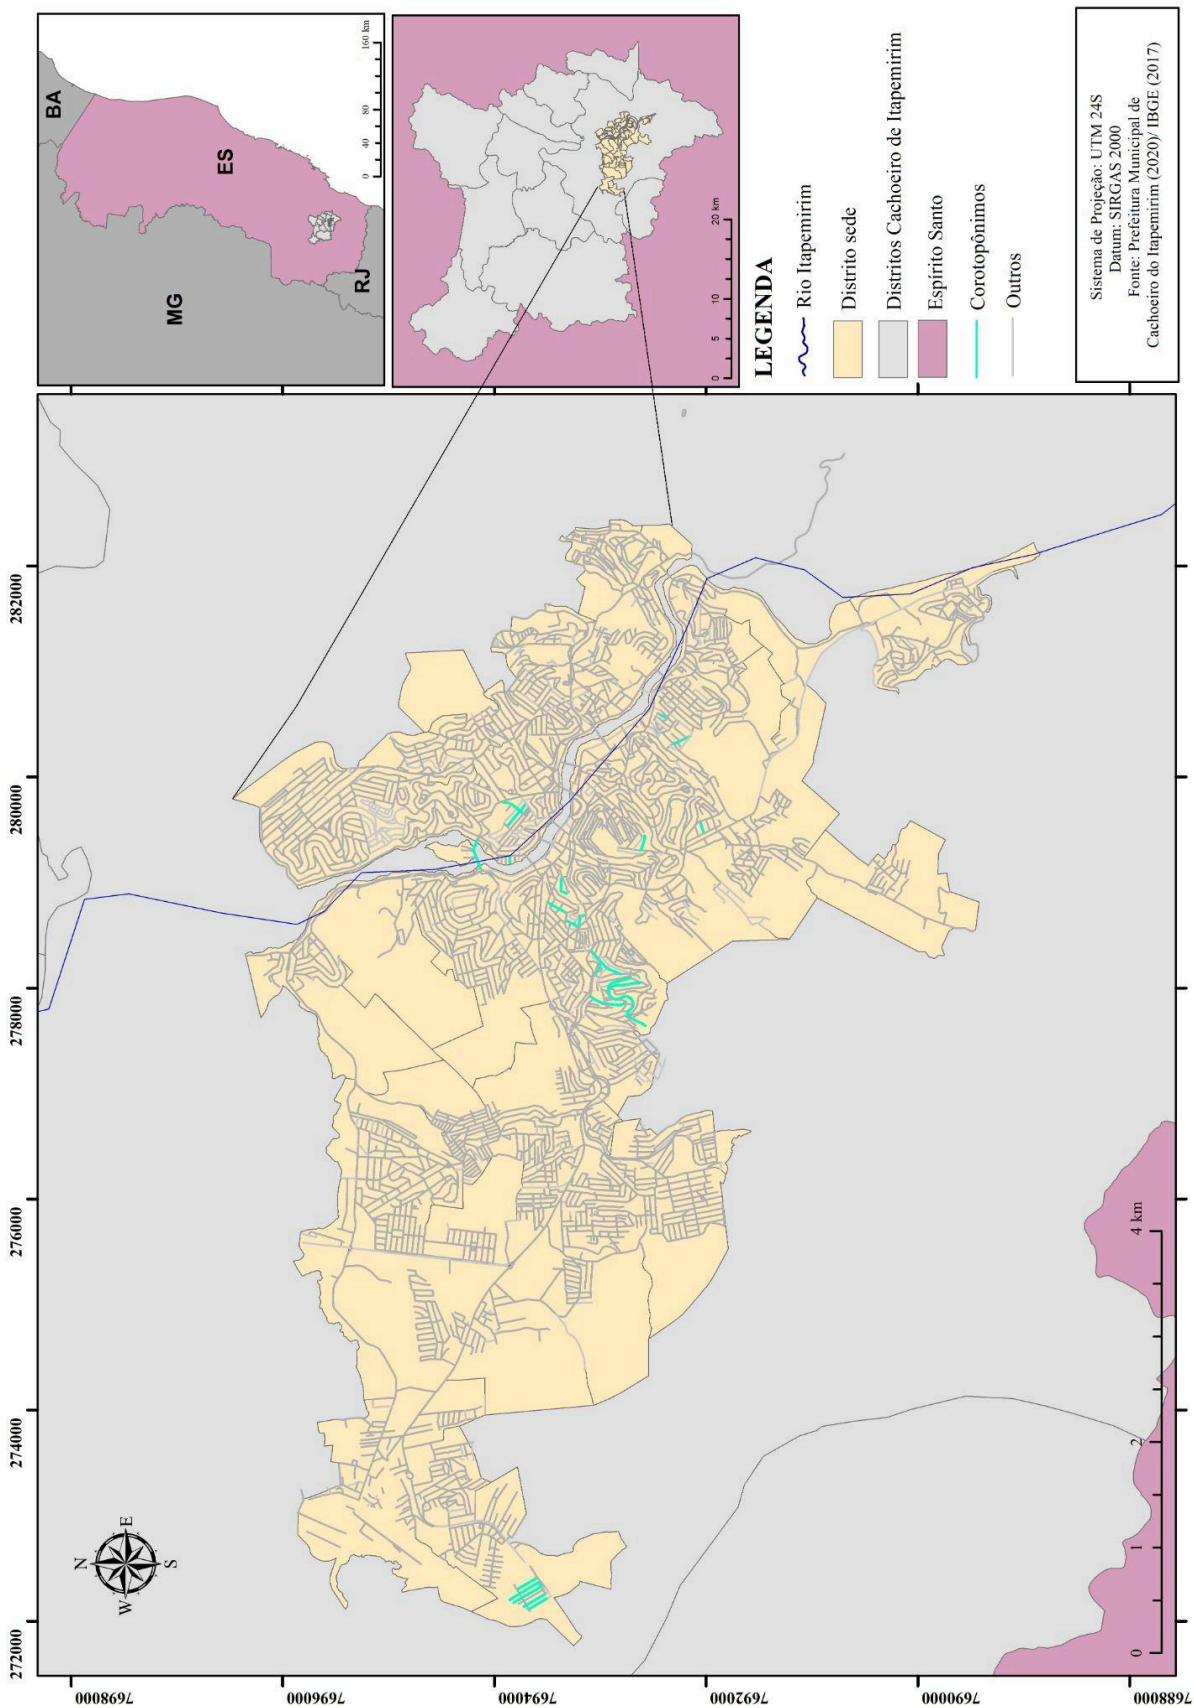 272000
274000
276000
278000
280000
282000
7698000
7696000
7694000
7692000
7690000
7688000
N
W
E
S
0
1
2
4 km
MG
BA
ES
RJ
0
40
80
160 km
0
5
10
20 km
LEGENDA
Rio Itapemirim
Distrito sede
Distritos Cachoeiro de Itapemirim
Espírito Santo
Corotopônimos
Outros
Sistema de Projeção: UTM 24S
Datum: SIRGAS 2000
Fonte: Prefeitura Municipal de
Cachoeiro do Itapemirim (2020)/ IBGE (2017)